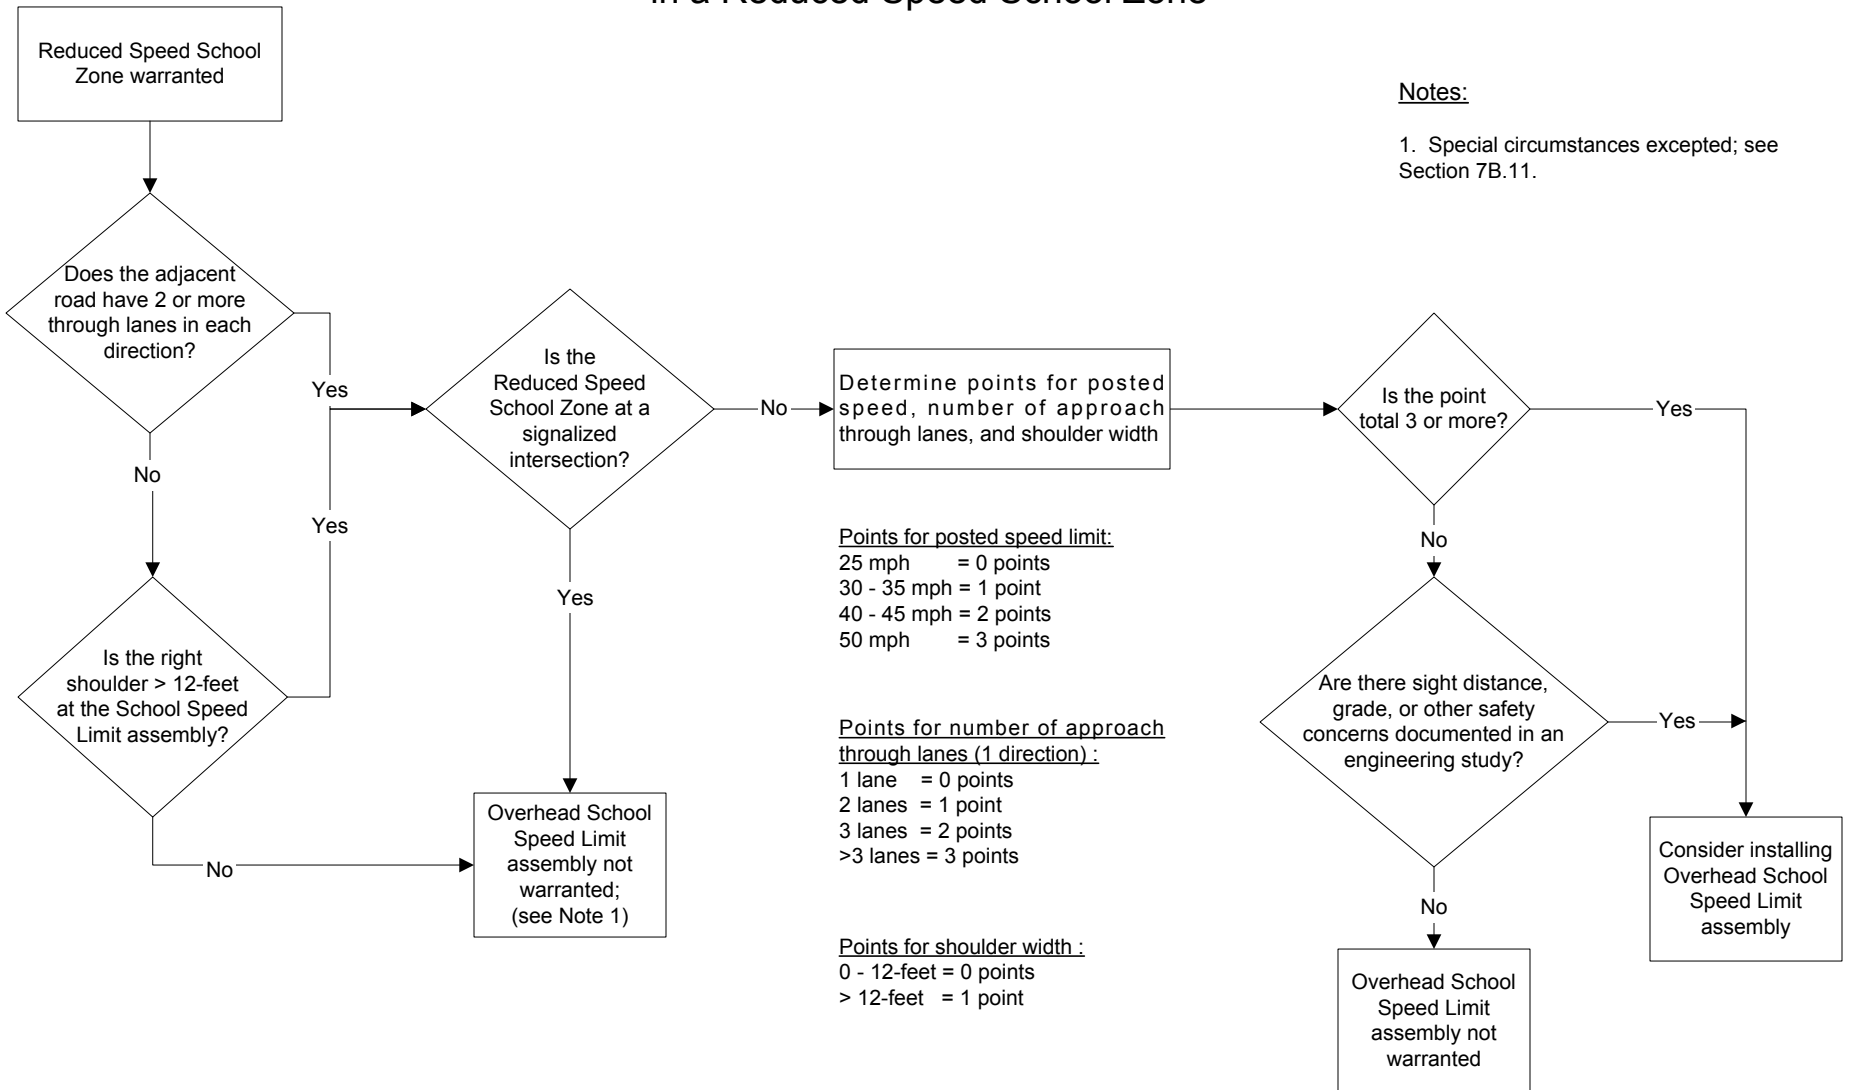 in a Reduced Speed School Zone
Reduced Speed School
Zone warranted
Notes:
1. Special circumstances excepted; see
Section 7B.11.
Does the adjacent
road have 2 or more
through lanes in each
direction?
Yes
No
Yes
Is the right
shoulder > 12-feet
at the School Speed
Limit assembly?
No
Is the
Reduced Speed
School Zone at a
signalized
intersection?
No
Yes
Overhead School
Speed Limit
assembly not
warranted;
(see Note 1)
Determine points for posted
speed, number of approach
through lanes, and shoulder width
Points for posted speed limit:
25 mph = 0 points
30 - 35 mph = 1 point
40 - 45 mph = 2 points
50 mph = 3 points
Points for number of approach
through lanes (1 direction) :
1 lane = 0 points
2 lanes = 1 point
3 lanes = 2 points
>3 lanes = 3 points
Points for shoulder width :
0 - 12-feet = 0 points
> 12-feet = 1 point
Is the point
total 3 or more?
Yes
No
Are there sight distance,
grade, or other safety
concerns documented in an
engineering study?
Yes
No
Consider installing
Overhead School
Speed Limit
assembly
Overhead School
Speed Limit
assembly not
warranted